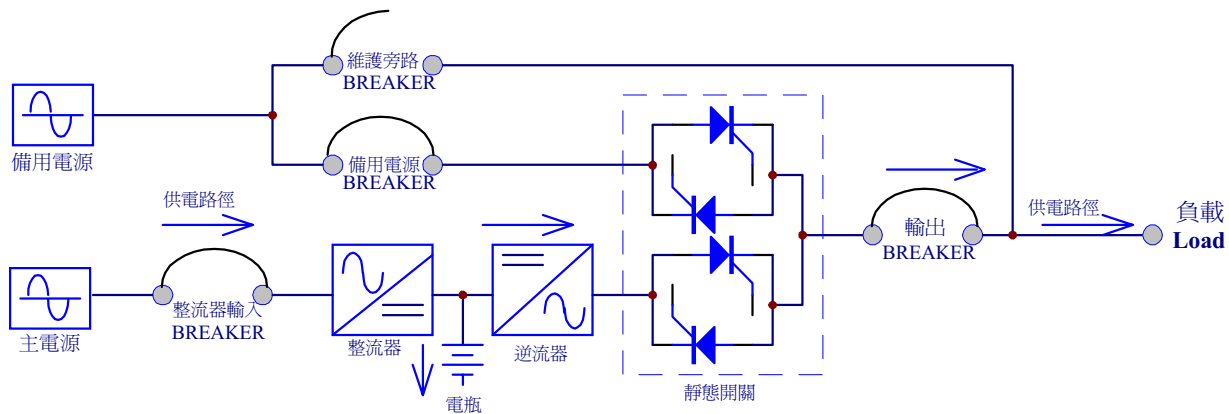 維護旁路
BREAKER
備用電源
備用電源
BREAKER
供電路徑
輸出
BREAKER
供電路徑
負載
Load
主電源
整流器輸入
BREAKER
整流器
電瓶
逆流器
靜態開關